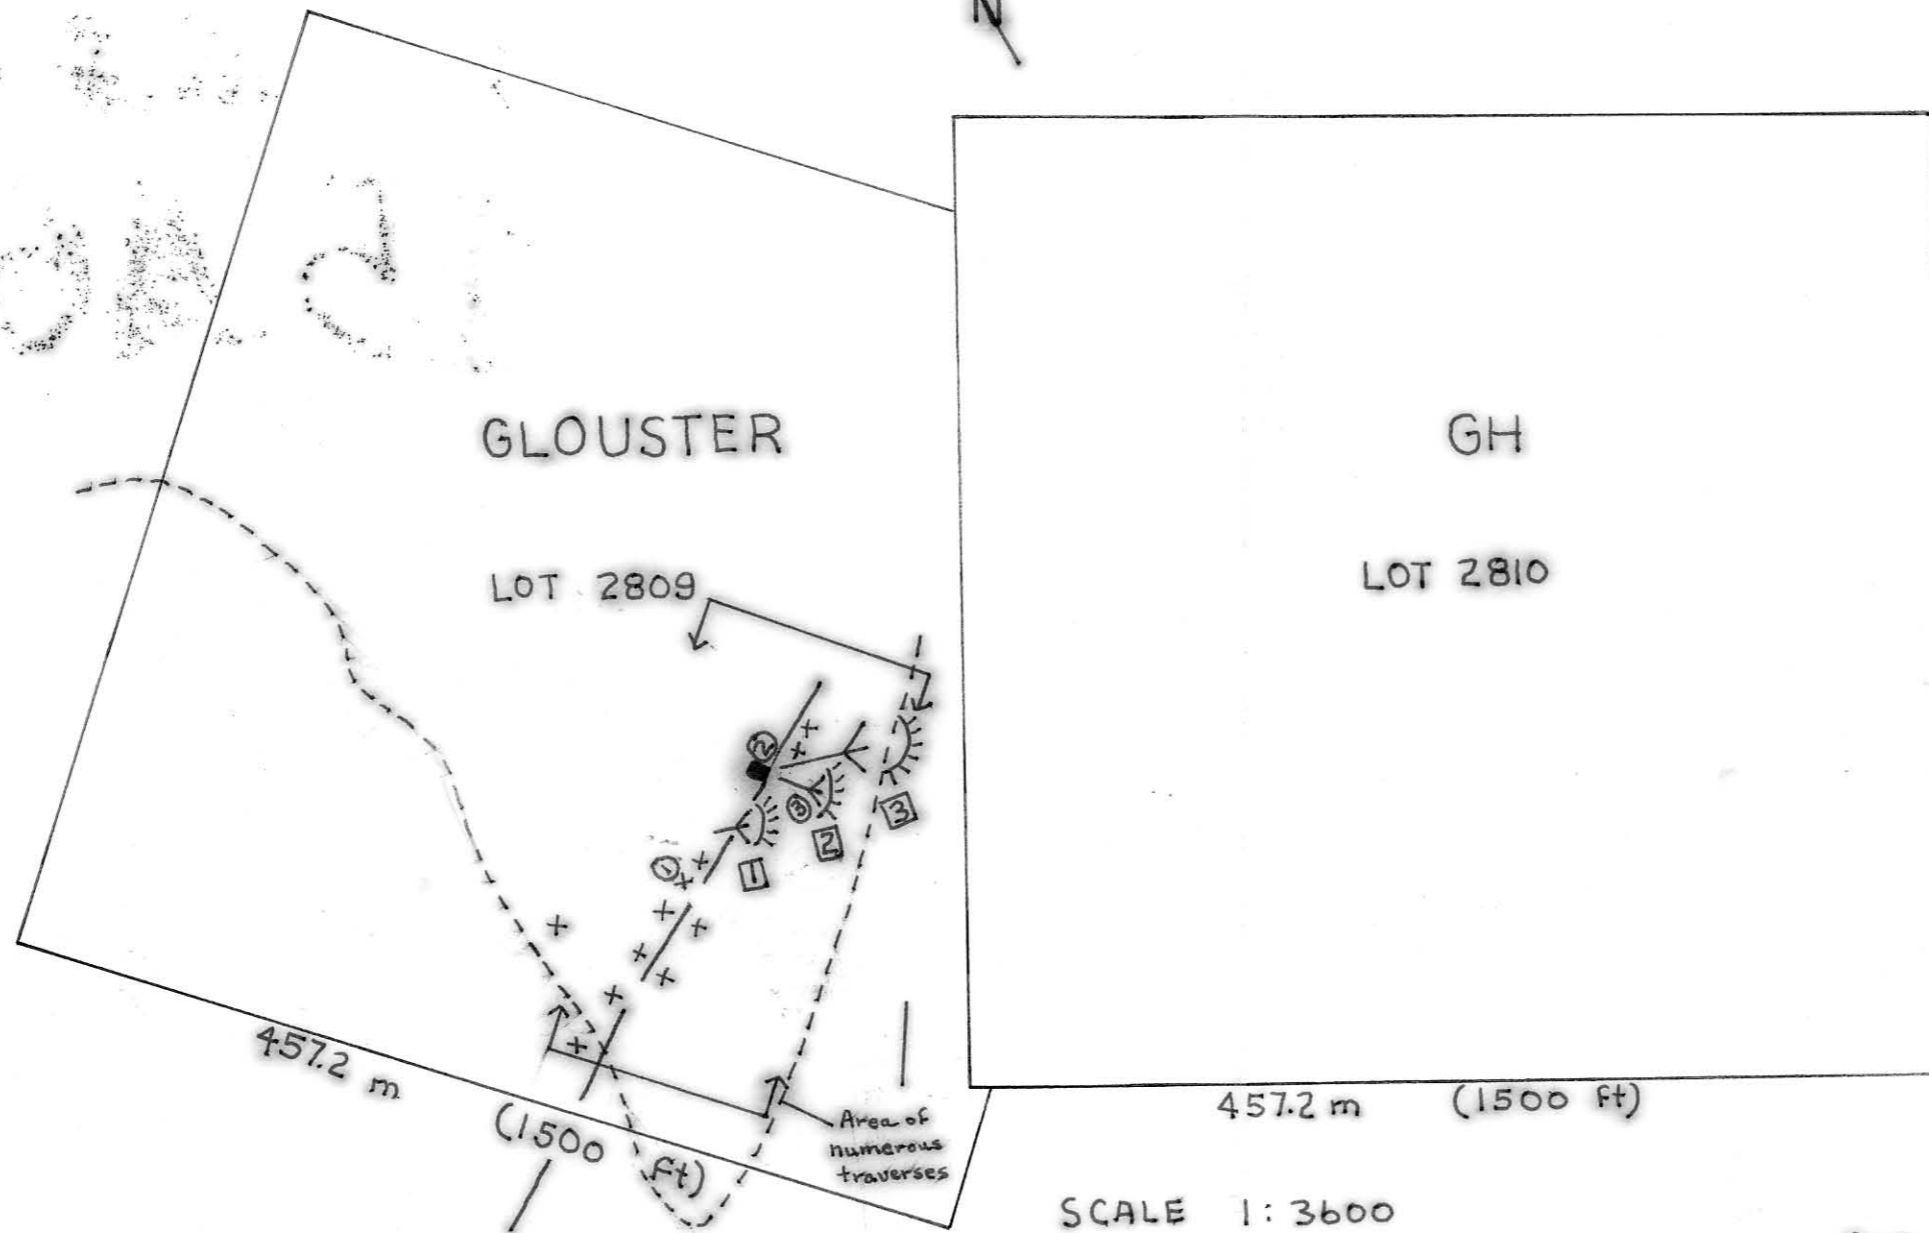 N
GLOUSTER
LOT 2809
GH
LOT 2810
②
③
①
1
2
3
Area of
numerous
traverses
457.2 m
(1500 ft)
457.2 m (1500 ft)
SCALE 1:3600